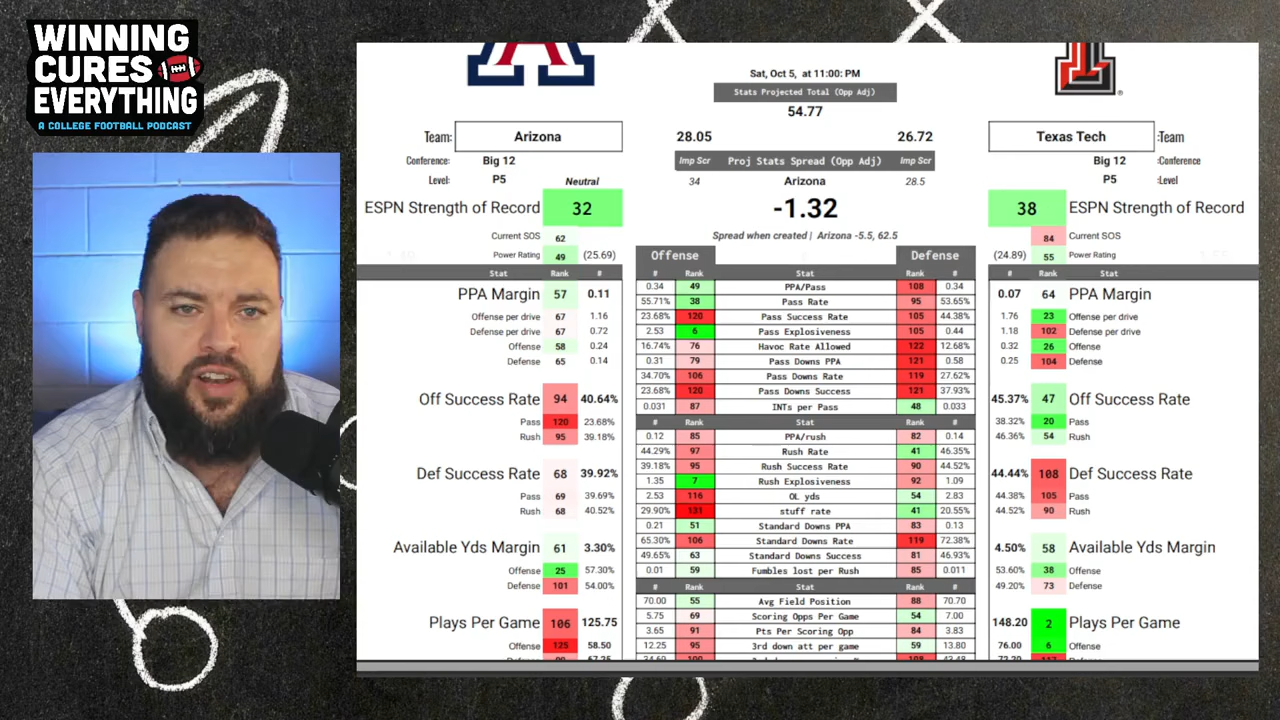 WINNING
CURES
EVERYTHING
A COLLEGE FOOTBALL PODCAST
Sat, Oct 5, at 11:00: PM
Stats Projected Total (Opp Adj)
54.77
Team: Arizona 28.05 26.72 Texas Tech :Team
Conference: Big 12 Imp Scr Proj Stats Spread (Opp Adj) Imp Scr Big 12 :Conference
Level: P5 Neutral 34 Arizona 28.5 P5 :Level
ESPN Strength of Record 32 -1.32 38 ESPN Strength of Record
Current SOS 62 Spread when created | Arizona -5.5, 62.5 84 Current SOS
Power Rating 49 (25.69) Offense Defense (24.89) 55 Power Rating
Stat Rank # # Rank Stat Rank # # Rank Stat
PPA Margin 57 0.11 0.07 64 PPA Margin
Offense per drive 67 1.16 1.76 23 Offense per drive
Defense per drive 67 0.72 1.18 102 Defense per drive
Offense 58 0.24 0.32 26 Offense
Defense 65 0.14 0.25 104 Defense
Off Success Rate 94 40.64% 45.37% 47 Off Success Rate
Pass 120 23.68% 38.32% 20 Pass
Rush 95 39.18% 46.36% 54 Rush
Def Success Rate 68 39.92% 44.44% 108 Def Success Rate
Pass 69 39.69% 44.38% 105 Pass
Rush 68 40.52% 44.52% 90 Rush
Available Yds Margin 61 3.30% 4.50% 58 Available Yds Margin
Offense 25 57.30% 53.60% 38 Offense
Defense 101 54.00% 49.20% 73 Defense
Plays Per Game 106 125.75 148.20 2 Plays Per Game
Offense 125 58.50 76.00 6 Offense
0.34 49 PPA/Pass 108 0.34
55.71% 38 Pass Rate 95 53.65%
23.68% 120 Pass Success Rate 105 44.38%
2.53 6 Pass Explosiveness 105 0.44
16.74% 76 Havoc Rate Allowed 122 12.68%
0.31 79 Pass Downs PPA 121 0.58
34.70% 106 Pass Downs Rate 119 27.62%
23.68% 120 Pass Downs Success 121 37.93%
0.031 87 INTs per Pass 48 0.033
# Rank Stat Rank #
0.12 85 PPA/rush 82 0.14
44.29% 97 Rush Rate 41 46.35%
39.18% 95 Rush Success Rate 90 44.52%
1.35 7 Rush Explosiveness 92 1.09
2.53 116 OL yds 54 2.83
29.90% 131 stuff rate 41 20.55%
0.21 51 Standard Downs PPA 83 0.13
65.30% 106 Standard Downs Rate 119 72.38%
49.65% 63 Standard Downs Success 81 46.93%
0.01 59 Fumbles lost per Rush 85 0.011
# Rank Stat Rank #
70.00 55 Avg Field Position 88 70.70
5.75 69 Scoring Opps Per Game 54 7.00
3.65 91 Pts Per Scoring Opp 84 3.83
12.25 95 3rd down att per game 59 13.80